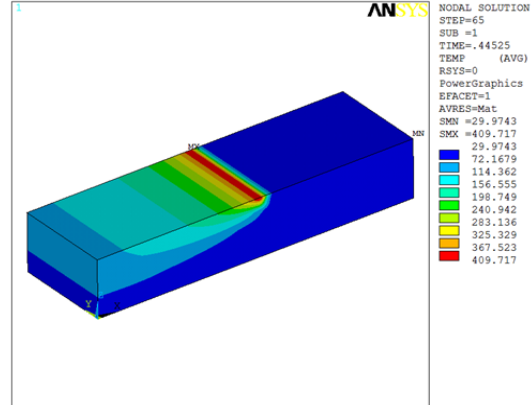 1
ANSYS
NODAL SOLUTION
STEP=65
SUB =1
TIME=.44525
TEMP (AVG)
RSYS=0
PowerGraphics
EFACET=1
AVRES=Mat
SMN =29.9743
SMX =409.717
29.9743
72.1679
114.362
156.555
198.749
240.942
283.136
325.329
367.523
409.717
MX
MN
Y